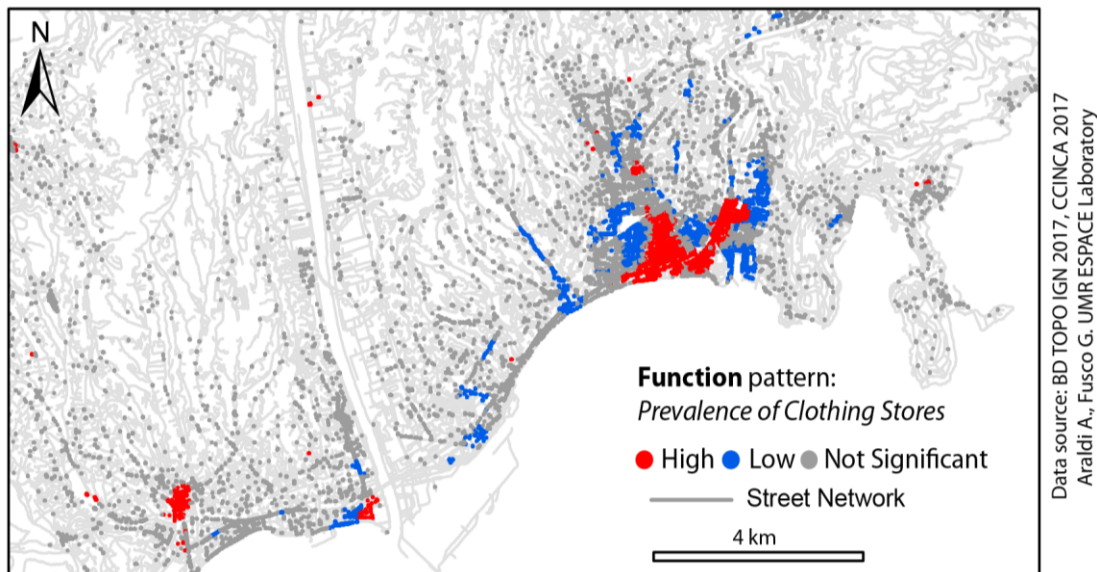 N
Function pattern:
Prevalence of Clothing Stores
High Low Not Significant
Street Network
4 km
Data source: BD TOPO IGN 2017, CCINCA 2017
Araldi A., Fusco G. UMR ESPACE Laboratory